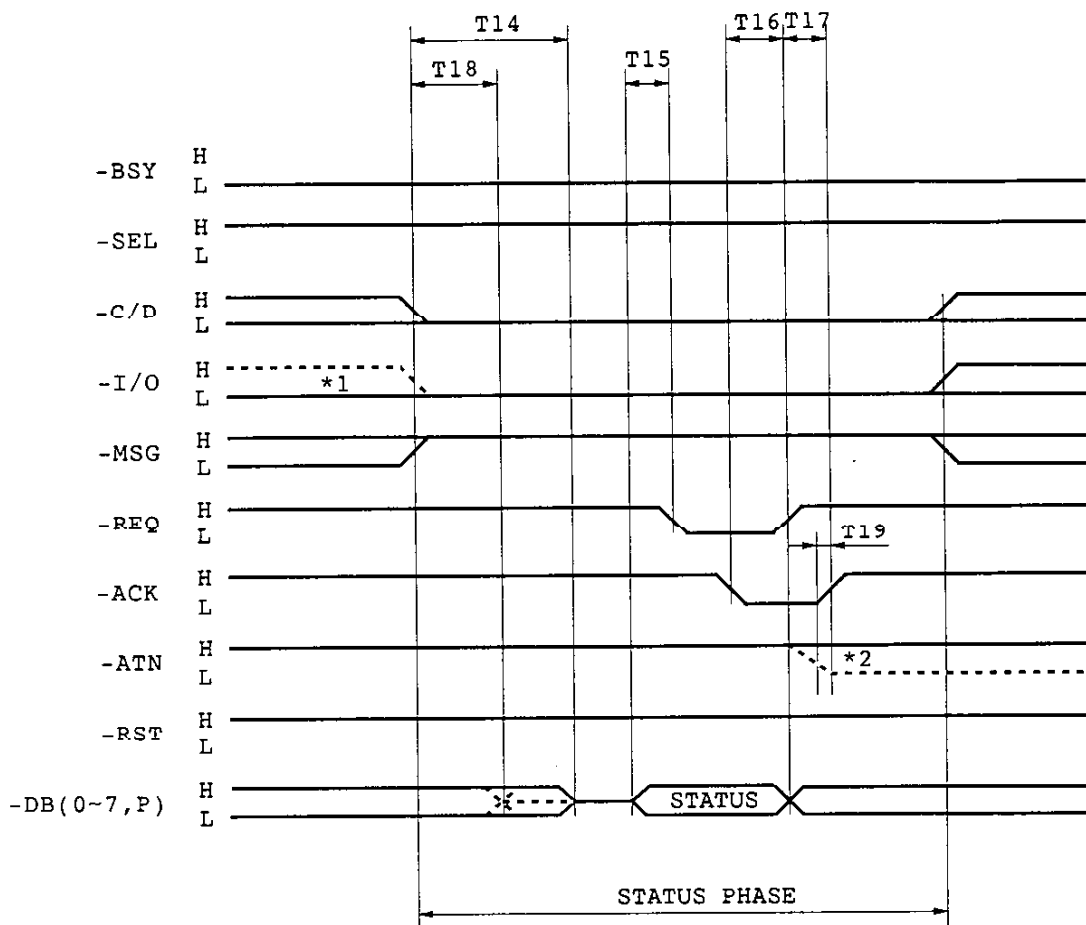 T14
T16 T17
T18
T15
-BSY H
L
-SEL H
L
-C/D H
L
-I/O H
L
*1
-MSG H
L
-REQ H
L
T19
-ACK H
L
-ATN H
L
*2
-RST H
L
-DB(0~7,P) H
L
STATUS
STATUS PHASE